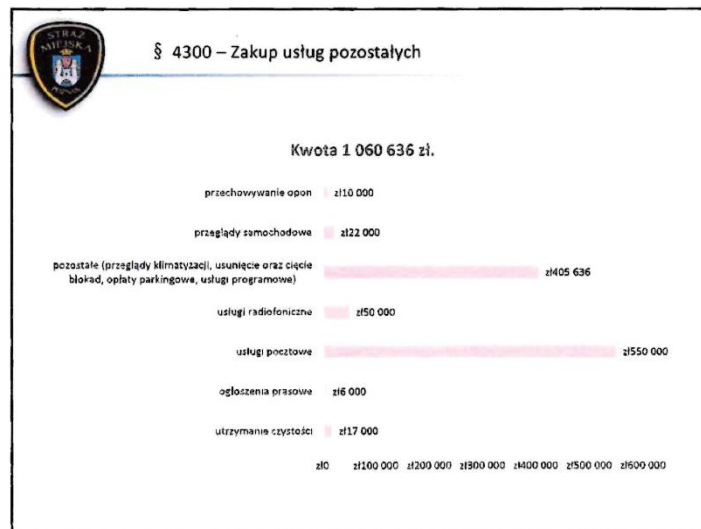 STRAŻ
MIEJSKA
POZNAŃ
§ 4300 – Zakup usług pozostałych
Kwota 1 060 636 zł.
przechowywanie opon zł10 000
przeglądy samochodowe zł22 000
pozostałe (przeglądy klimatyzacji, usunięcie oraz cięcie
blokad, opłaty parkingowe, usługi programowe) zł405 636
usługi radiofoniczne zł50 000
usługi pocztowe zł550 000
ogłoszenia prasowe zł6 000
utrzymanie czystości zł17 000
zł0 zł100 000 zł200 000 zł300 000 zł400 000 zł500 000 zł600 000